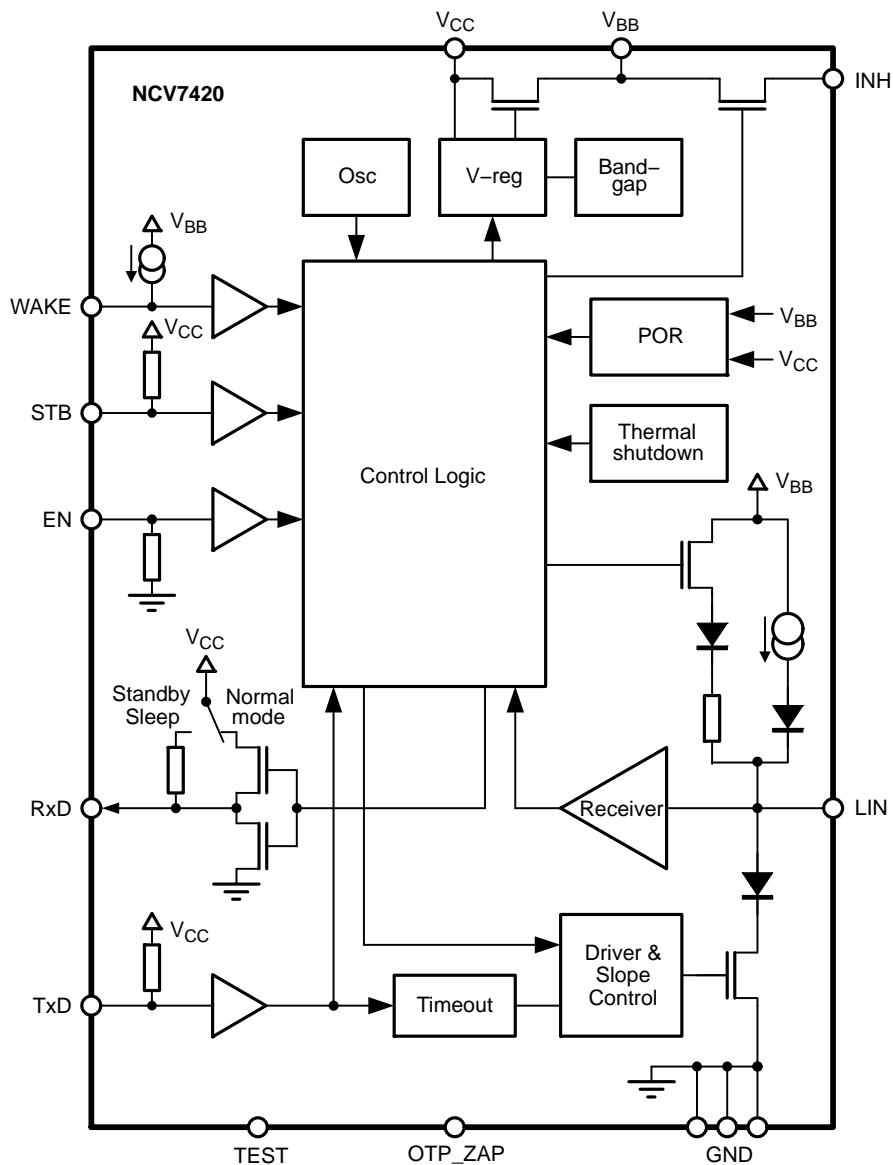 VCC
VBB
NCV7420
INH
Osc
V−reg
Band−
gap
VBB
WAKE
VCC
POR
VBB
VCC
STB
Thermal
shutdown
Control Logic
VBB
EN
VCC
Standby
Sleep
Normal
mode
RxD
Receiver
LIN
VCC
Driver &
Slope
Control
TxD
Timeout
TEST
OTP_ZAP
GND